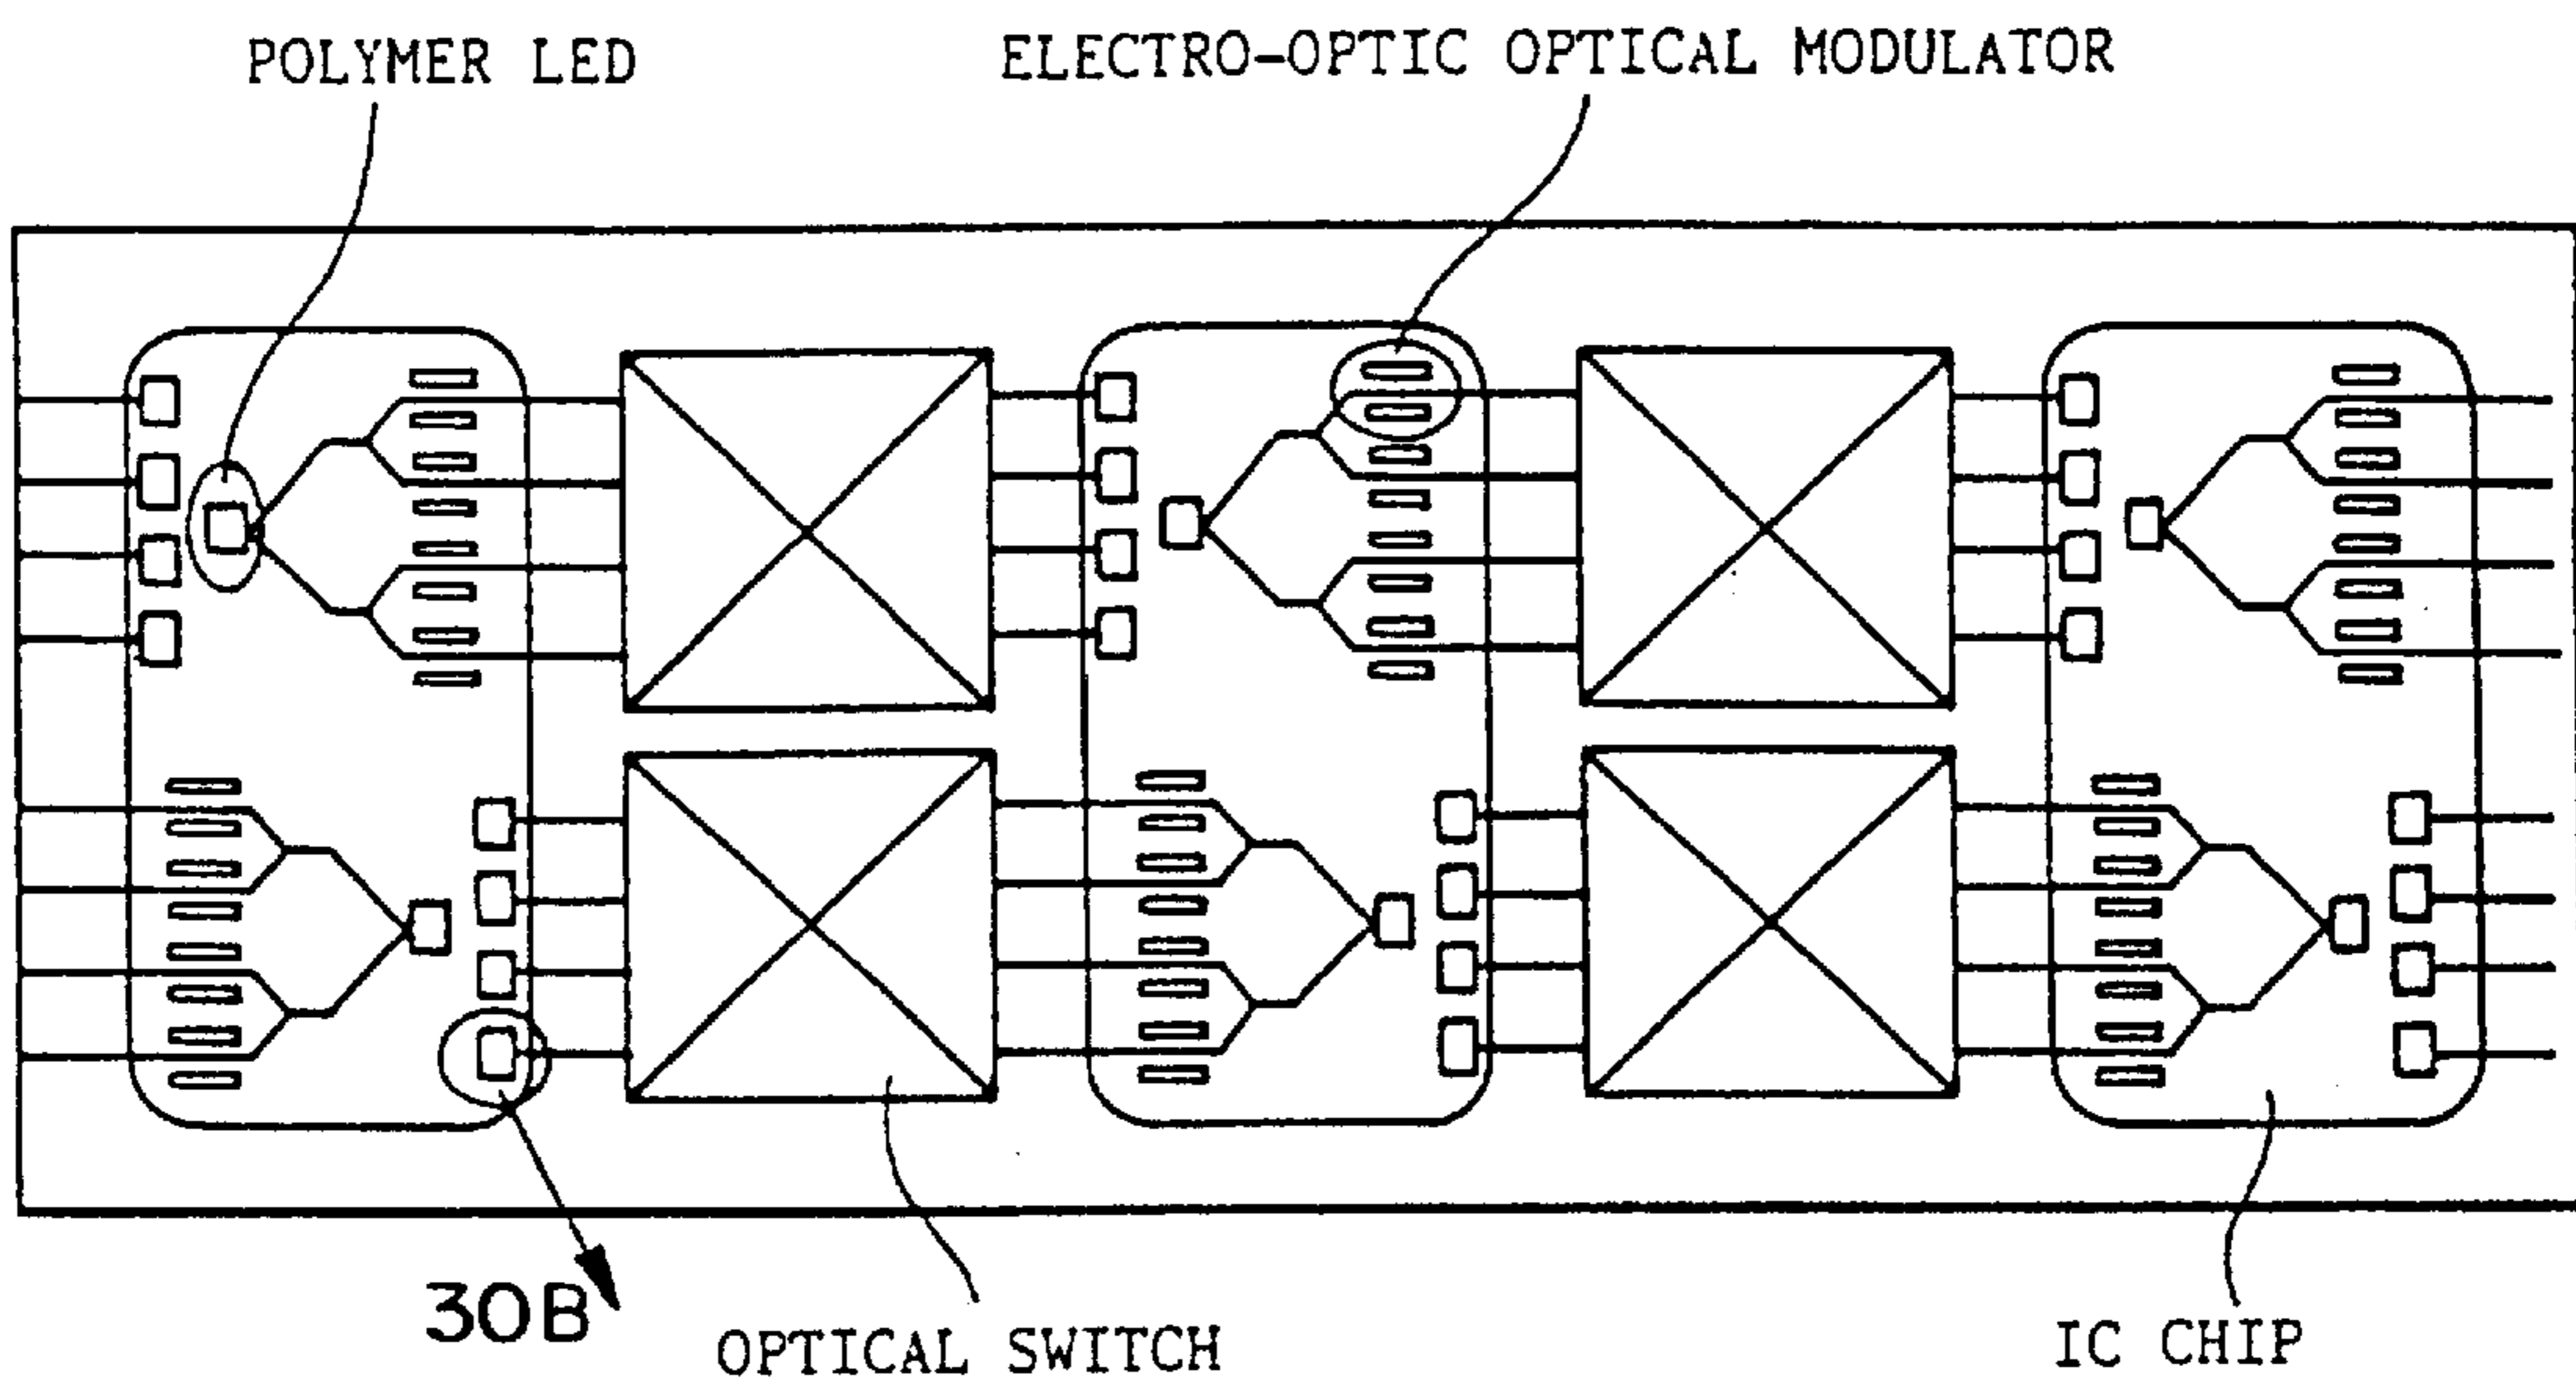 POLYMER LED
ELECTRO-OPTIC OPTICAL MODULATOR
30B
OPTICAL SWITCH
IC CHIP